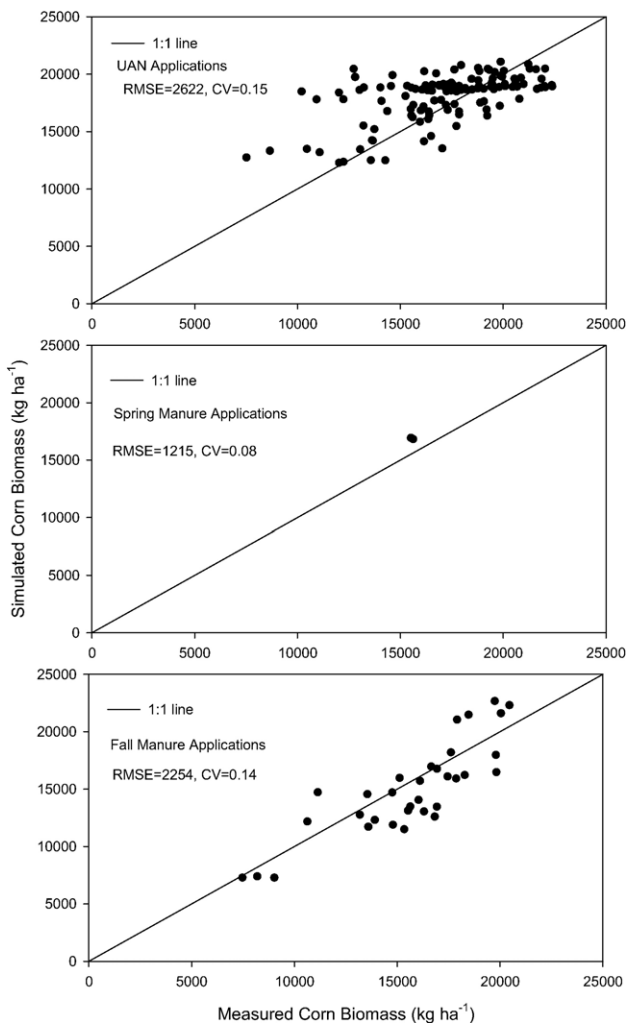 25000
1:1 line
20000
UAN Applications
RMSE=2622, CV=0.15
15000
10000
5000
0
0 5000 10000 15000 20000 25000
25000
1:1 line
20000
Spring Manure Applications
RMSE=1215, CV=0.08
15000
10000
5000
0
0 5000 10000 15000 20000 25000
Simulated Corn Biomass (kg ha⁻¹)
25000
1:1 line
20000
Fall Manure Applications
RMSE=2254, CV=0.14
15000
10000
5000
0
0 5000 10000 15000 20000 25000
Measured Corn Biomass (kg ha⁻¹)